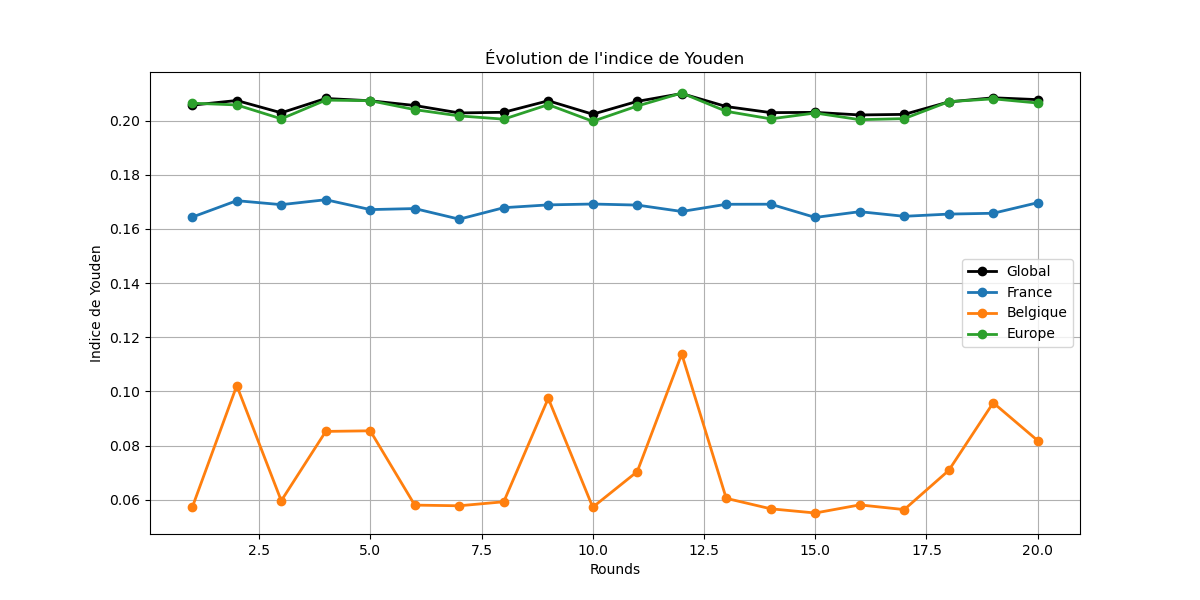 Évolution de l'indice de Youden
Indice de Youden
0.20
0.18
0.16
0.14
0.12
0.10
0.08
0.06
Global
France
Belgique
Europe
2.5 5.0 7.5 10.0 12.5 15.0 17.5 20.0
Rounds